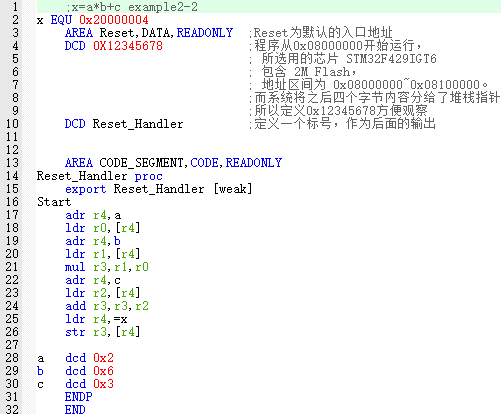 1 ;x=a*b+c example2-2
2 x EQU 0x20000004
3 AREA Reset,DATA,READONLY ;Reset为默认的入口地址
4 DCD 0X12345678 ;程序从0x08000000开始运行,
5 ; 所选用的芯片 STM32F429IGT6
6 ; 包含 2M Flash,
7 ; 地址区间为 0x08000000~0x08100000。
8 ;而系统将之后四个字节内容分给了堆栈指针
9 ;所以定义0x12345678方便观察
10 DCD Reset_Handler ;定义一个标号，作为后面的输出
11
12
13 AREA CODE_SEGMENT,CODE,READONLY
14 Reset_Handler proc
15 export Reset_Handler [weak]
16 Start
17 adr r4,a
18 ldr r0,[r4]
19 adr r4,b
20 ldr r1,[r4]
21 mul r3,r1,r0
22 adr r4,c
23 ldr r2,[r4]
24 add r3,r3,r2
25 ldr r4,=x
26 str r3,[r4]
27
28 a dcd 0x2
29 b dcd 0x6
30 c dcd 0x3
31 ENDP
32 END